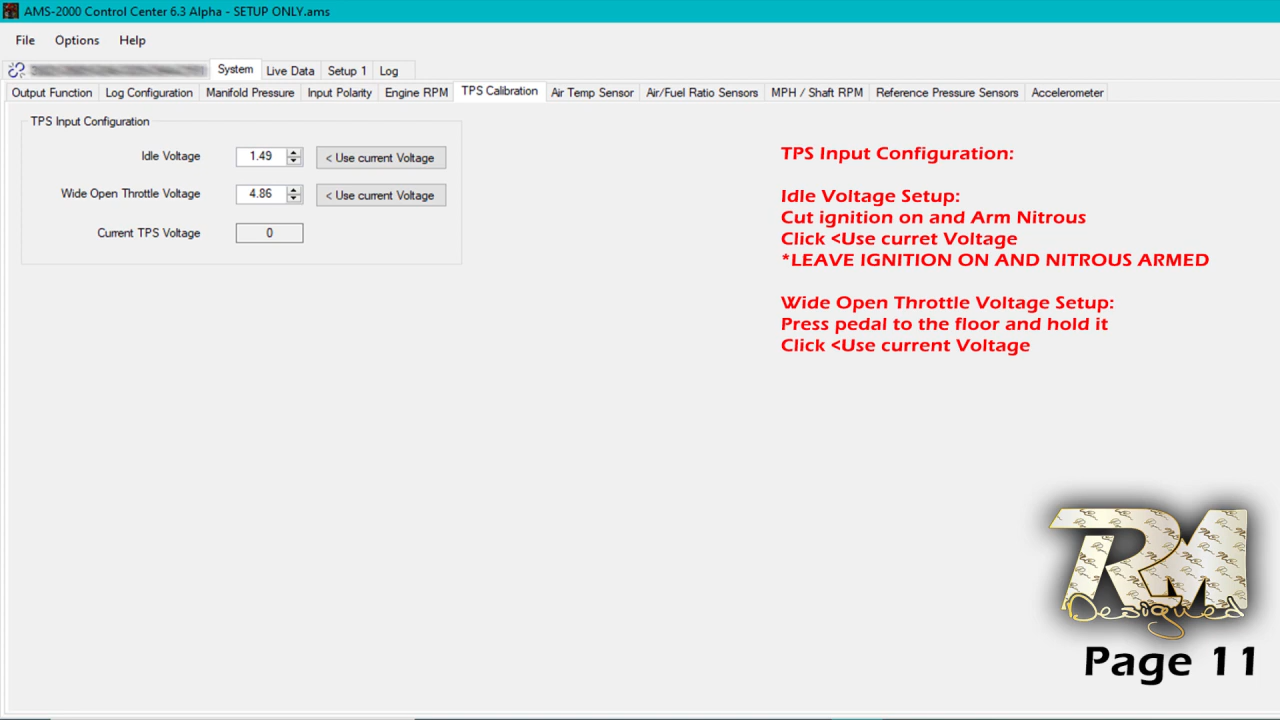 AMS-2000 Control Center 6.3 Alpha - SETUP ONLY.ams
File Options Help
System Live Data Setup 1 Log
Output Function Log Configuration Manifold Pressure Input Polarity Engine RPM TPS Calibration Air Temp Sensor Air/Fuel Ratio Sensors MPH / Shaft RPM Reference Pressure Sensors Accelerometer
TPS Input Configuration
Idle Voltage 1.49 < Use current Voltage
Wide Open Throttle Voltage 4.86 < Use current Voltage
Current TPS Voltage 0
TPS Input Configuration:
Idle Voltage Setup:
Cut ignition on and Arm Nitrous
Click <Use curret Voltage
*LEAVE IGNITION ON AND NITROUS ARMED
Wide Open Throttle Voltage Setup:
Press pedal to the floor and hold it
Click <Use current Voltage
RM
Designed
Page 11